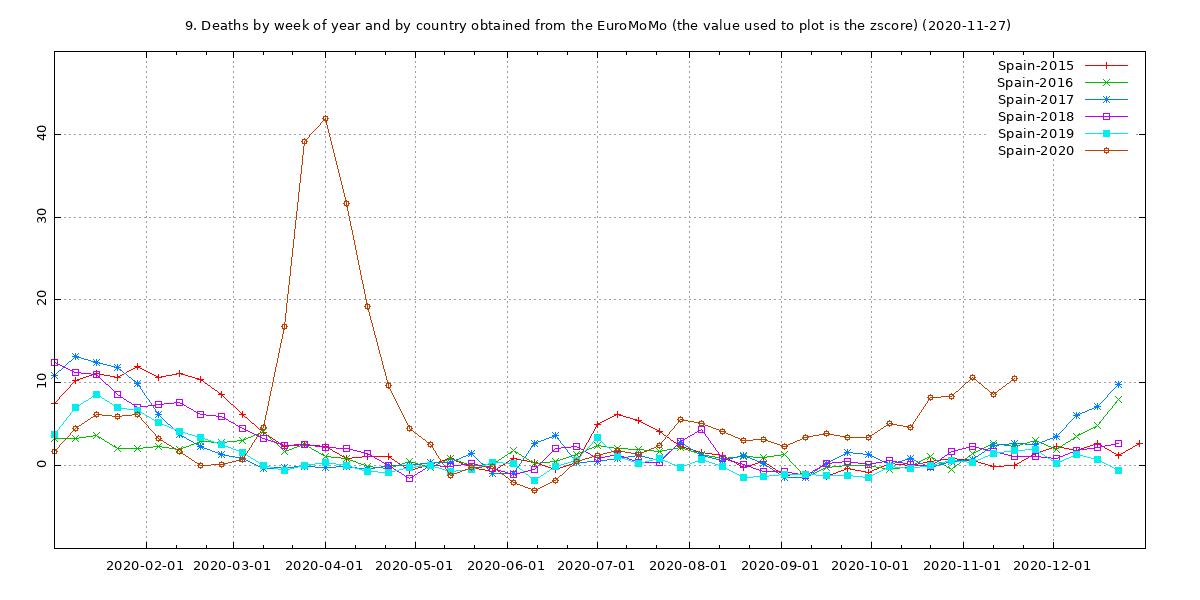 9. Deaths by week of year and by country obtained from the EuroMoMo (the value used to plot is the zscore) (2020-11-27)
Spain-2015
Spain-2016
Spain-2017
Spain-2018
Spain-2019
Spain-2020
40
30
20
10
0
2020-02-01 2020-03-01 2020-04-01 2020-05-01 2020-06-01 2020-07-01 2020-08-01 2020-09-01 2020-10-01 2020-11-01 2020-12-01